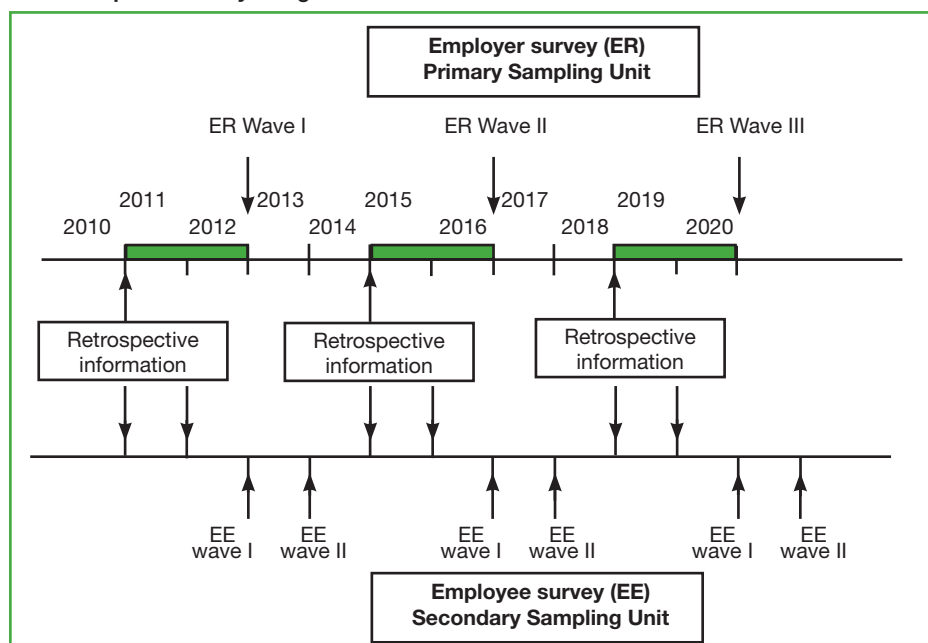 Employer survey (ER)
Primary Sampling Unit
ER Wave I
ER Wave II
ER Wave III
2011
2013
2015
2017
2019
2010
2012
2014
2016
2018
2020
Retrospective
information
Retrospective
information
Retrospective
information
EE
wave I
EE
wave II
EE
wave I
EE
wave II
EE
wave I
EE
wave II
Employee survey (EE)
Secondary Sampling Unit